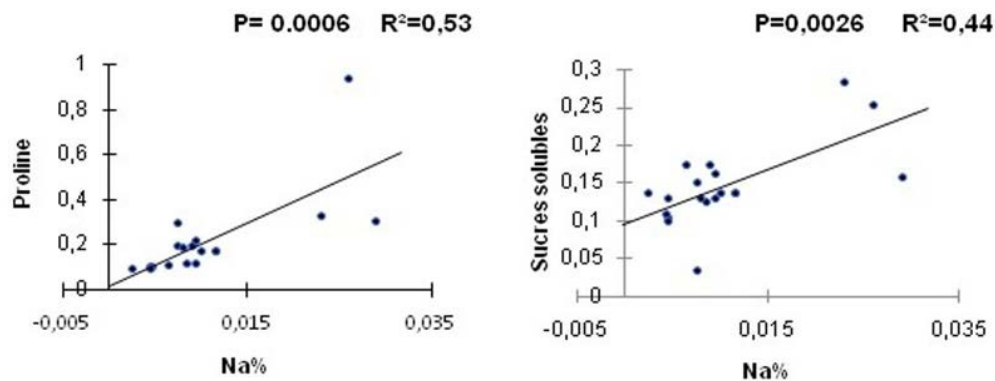 P= 0.0006 R²=0,53
1
0,8
0,6
0,4
0,2
0
Proline
-0,005 0,015 0,035
Na%
P=0,0026 R²=0,44
0,3
0,25
0,2
0,15
0,1
0,05
0
Sucres solubles
-0,005 0,015 0,035
Na%